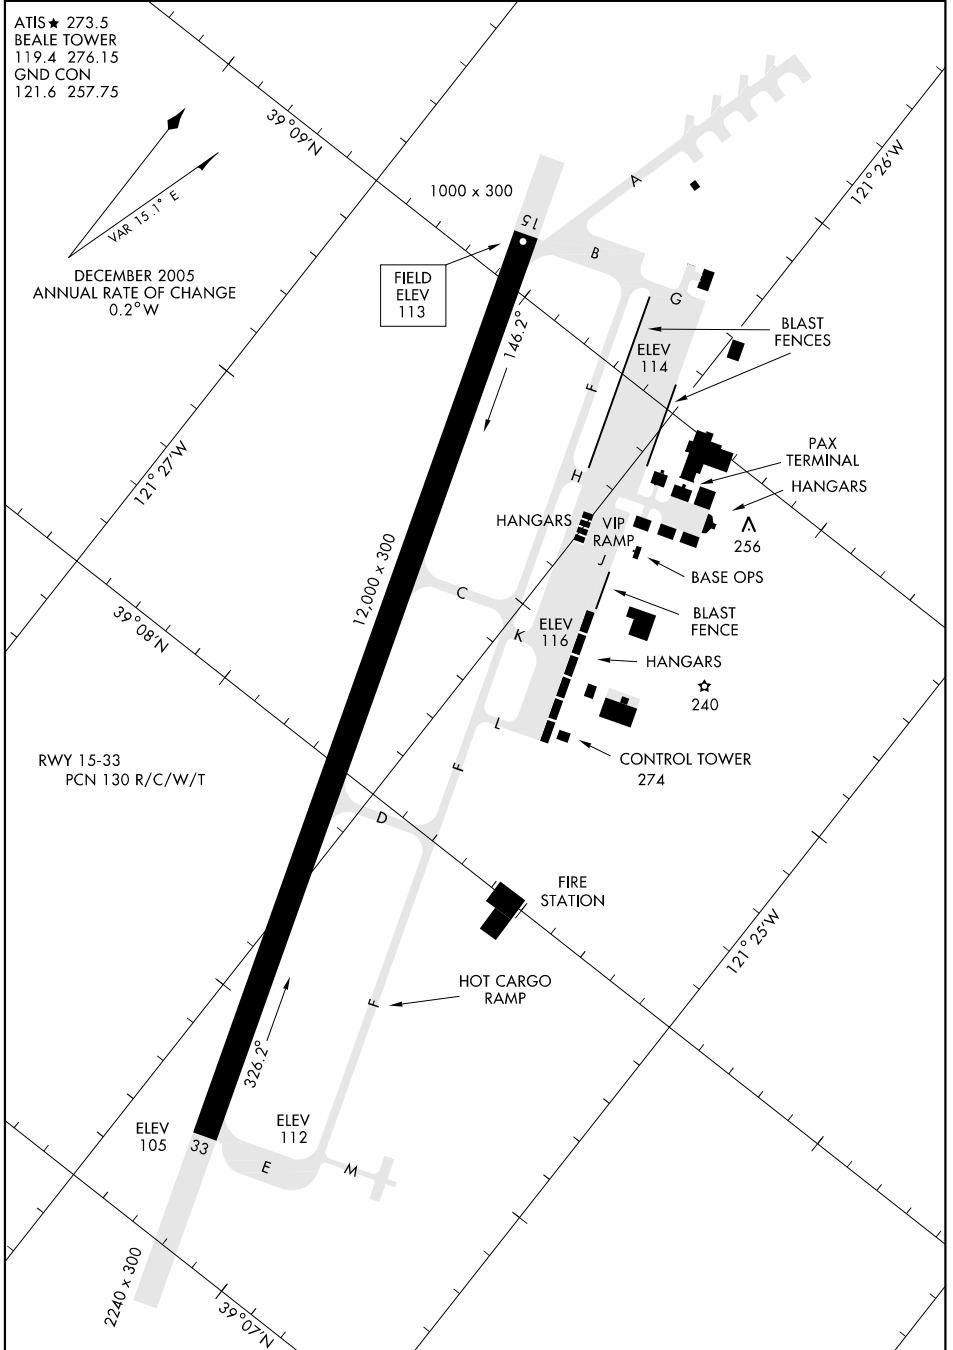 ATIS★ 273.5
BEALE TOWER
119.4 276.15
GND CON
121.6 257.75
39°09'N
121°26'W
VAR 15.1° E
DECEMBER 2005
ANNUAL RATE OF CHANGE
0.2°W
1000 x 300
15
A
B
G
FIELD
ELEV
113
146.2°
BLAST
FENCES
ELEV
114
F
121°27'W
H
PAX
TERMINAL
HANGARS
HANGARS
VIP
RAMP
256
J
BASE OPS
12,000 x 300
C
39°08'N
BLAST
FENCE
K
ELEV
116
HANGARS
240
L
CONTROL TOWER
274
RWY 15-33
PCN 130 R/C/W/T
F
D
FIRE
STATION
121°25'W
HOT CARGO
RAMP
F
326.2°
ELEV
105
33
ELEV
112
E
M
2240 x 300
39°07'N